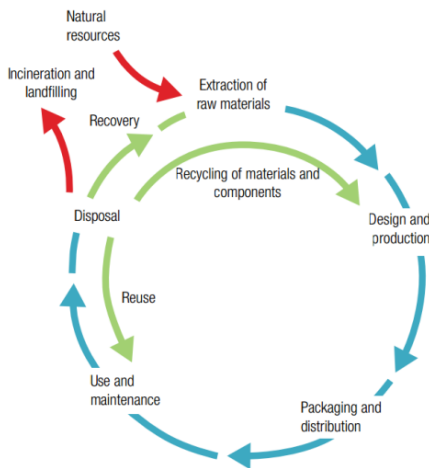 Natural
resources
Incineration and
landfilling
Extraction of
raw materials
Recovery
Recycling of materials and
components
Disposal
Design and
production
Reuse
Use and
maintenance
Packaging and
distribution